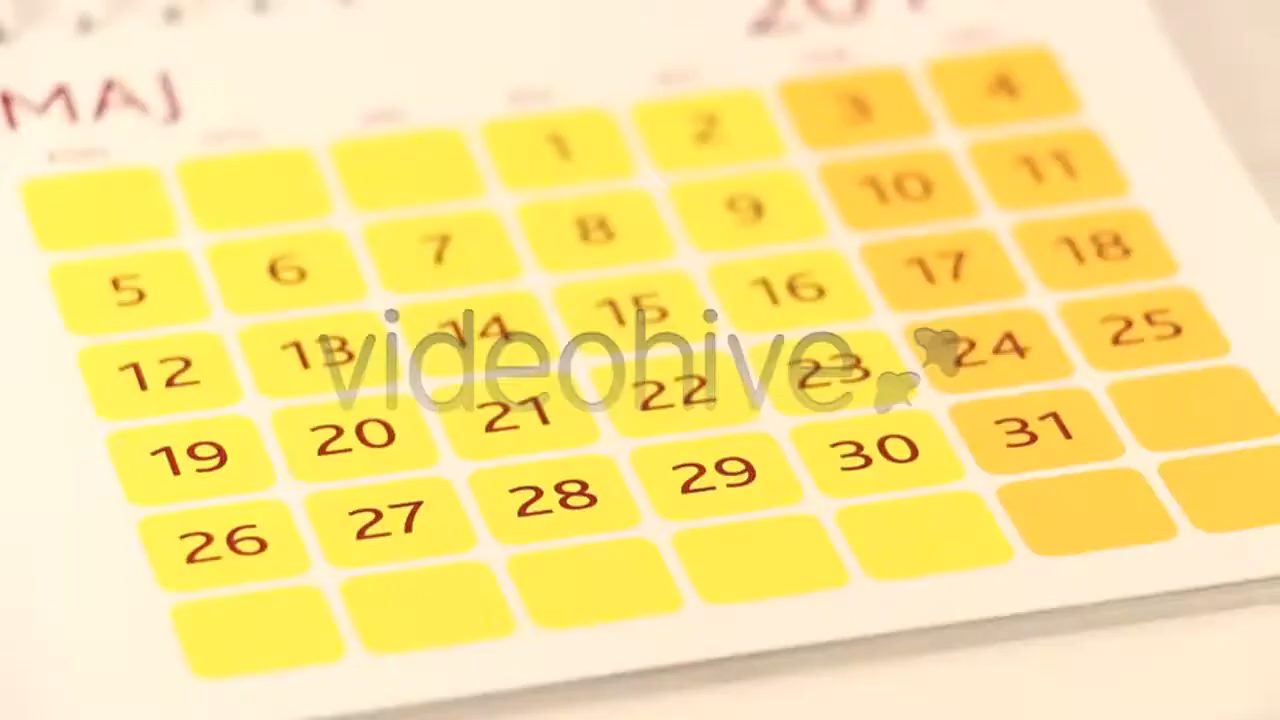 MAJ
1 2 3 4
5 6 7 8 9 10 11
12 13 14 15 16 17 18
19 20 21 22 23 24 25
26 27 28 29 30 31
videohive